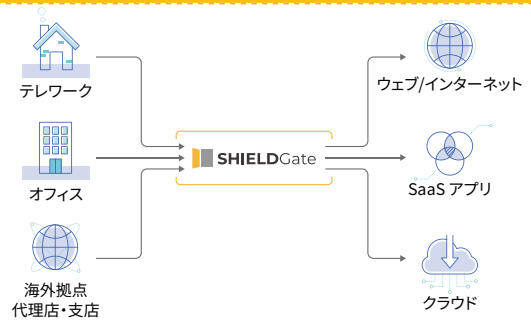 テレワーク
オフィス
海外拠点
代理店・支店
SHIELDGate
ウェブ/インターネット
SaaS アプリ
クラウド